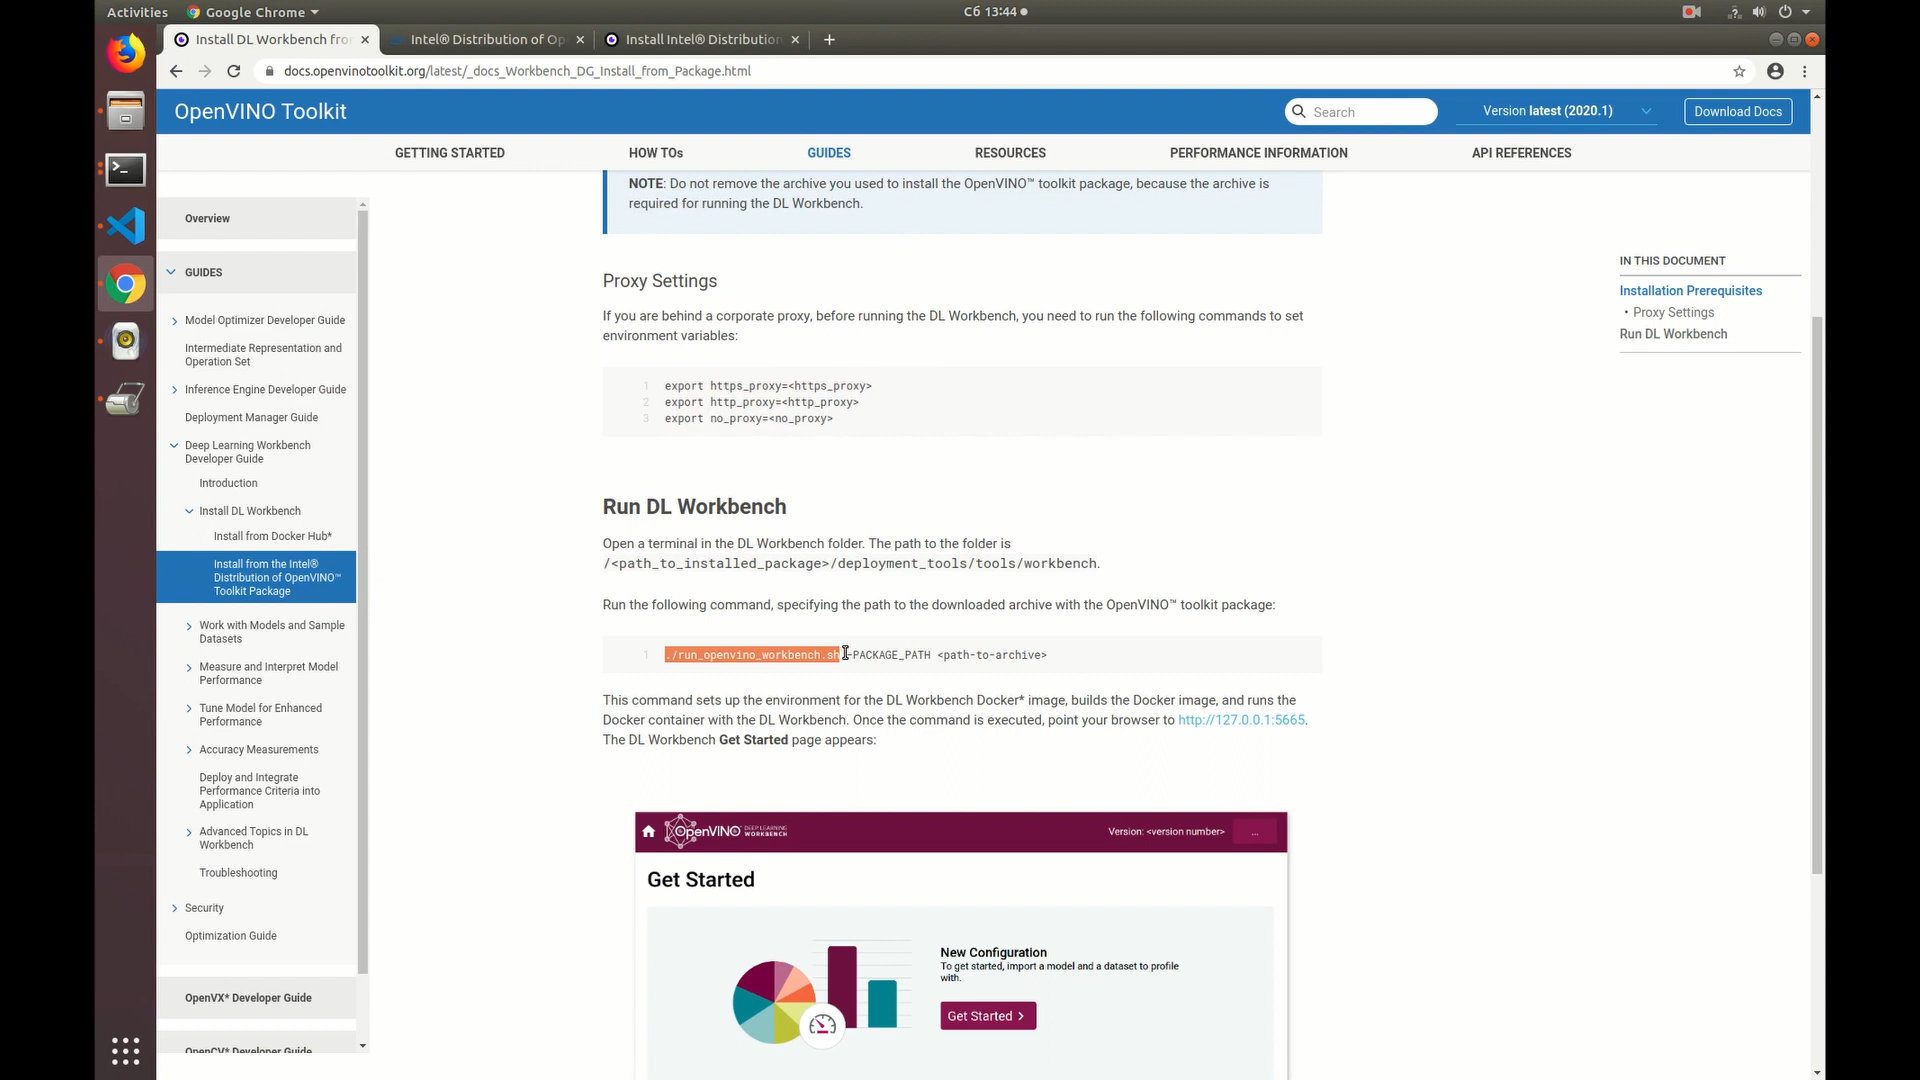 Activities
Google Chrome
Сб 13:44
Install DL Workbench fro
Intel® Distribution of Op
Install Intel® Distribution
docs.openvinotoolkit.org/latest/_docs_Workbench_DG_Install_from_Package.html
OpenVINO Toolkit
Search
Version latest (2020.1)
Download Docs
GETTING STARTED
HOW TOs
GUIDES
RESOURCES
PERFORMANCE INFORMATION
API REFERENCES
Overview
GUIDES
Model Optimizer Developer Guide
Intermediate Representation and
Operation Set
Inference Engine Developer Guide
Deployment Manager Guide
Deep Learning Workbench
Developer Guide
Introduction
Install DL Workbench
Install from Docker Hub*
Install from the Intel®
Distribution of OpenVINO™
Toolkit Package
Work with Models and Sample
Datasets
Measure and Interpret Model
Performance
Tune Model for Enhanced
Performance
Accuracy Measurements
Deploy and Integrate
Performance Criteria into
Application
Advanced Topics in DL
Workbench
Troubleshooting
Security
Optimization Guide
OpenVX* Developer Guide
OpenCV* Developer Guide
NOTE: Do not remove the archive you used to install the OpenVINO™ toolkit package, because the archive is
required for running the DL Workbench.
Proxy Settings
If you are behind a corporate proxy, before running the DL Workbench, you need to run the following commands to set
environment variables:
1 export https_proxy=<https_proxy>
2 export http_proxy=<http_proxy>
3 export no_proxy=<no_proxy>
Run DL Workbench
Open a terminal in the DL Workbench folder. The path to the folder is
/<path_to_installed_package>/deployment_tools/tools/workbench.
Run the following command, specifying the path to the downloaded archive with the OpenVINO™ toolkit package:
1 ./run_openvino_workbench.sh -PACKAGE_PATH <path-to-archive>
This command sets up the environment for the DL Workbench Docker* image, builds the Docker image, and runs the
Docker container with the DL Workbench. Once the command is executed, point your browser to http://127.0.0.1:5665.
The DL Workbench Get Started page appears:
OpenVINO DEEP LEARNING
WORKBENCH
Version: <version number>
...
Get Started
New Configuration
To get started, import a model and a dataset to profile
with.
Get Started
IN THIS DOCUMENT
Installation Prerequisites
• Proxy Settings
Run DL Workbench